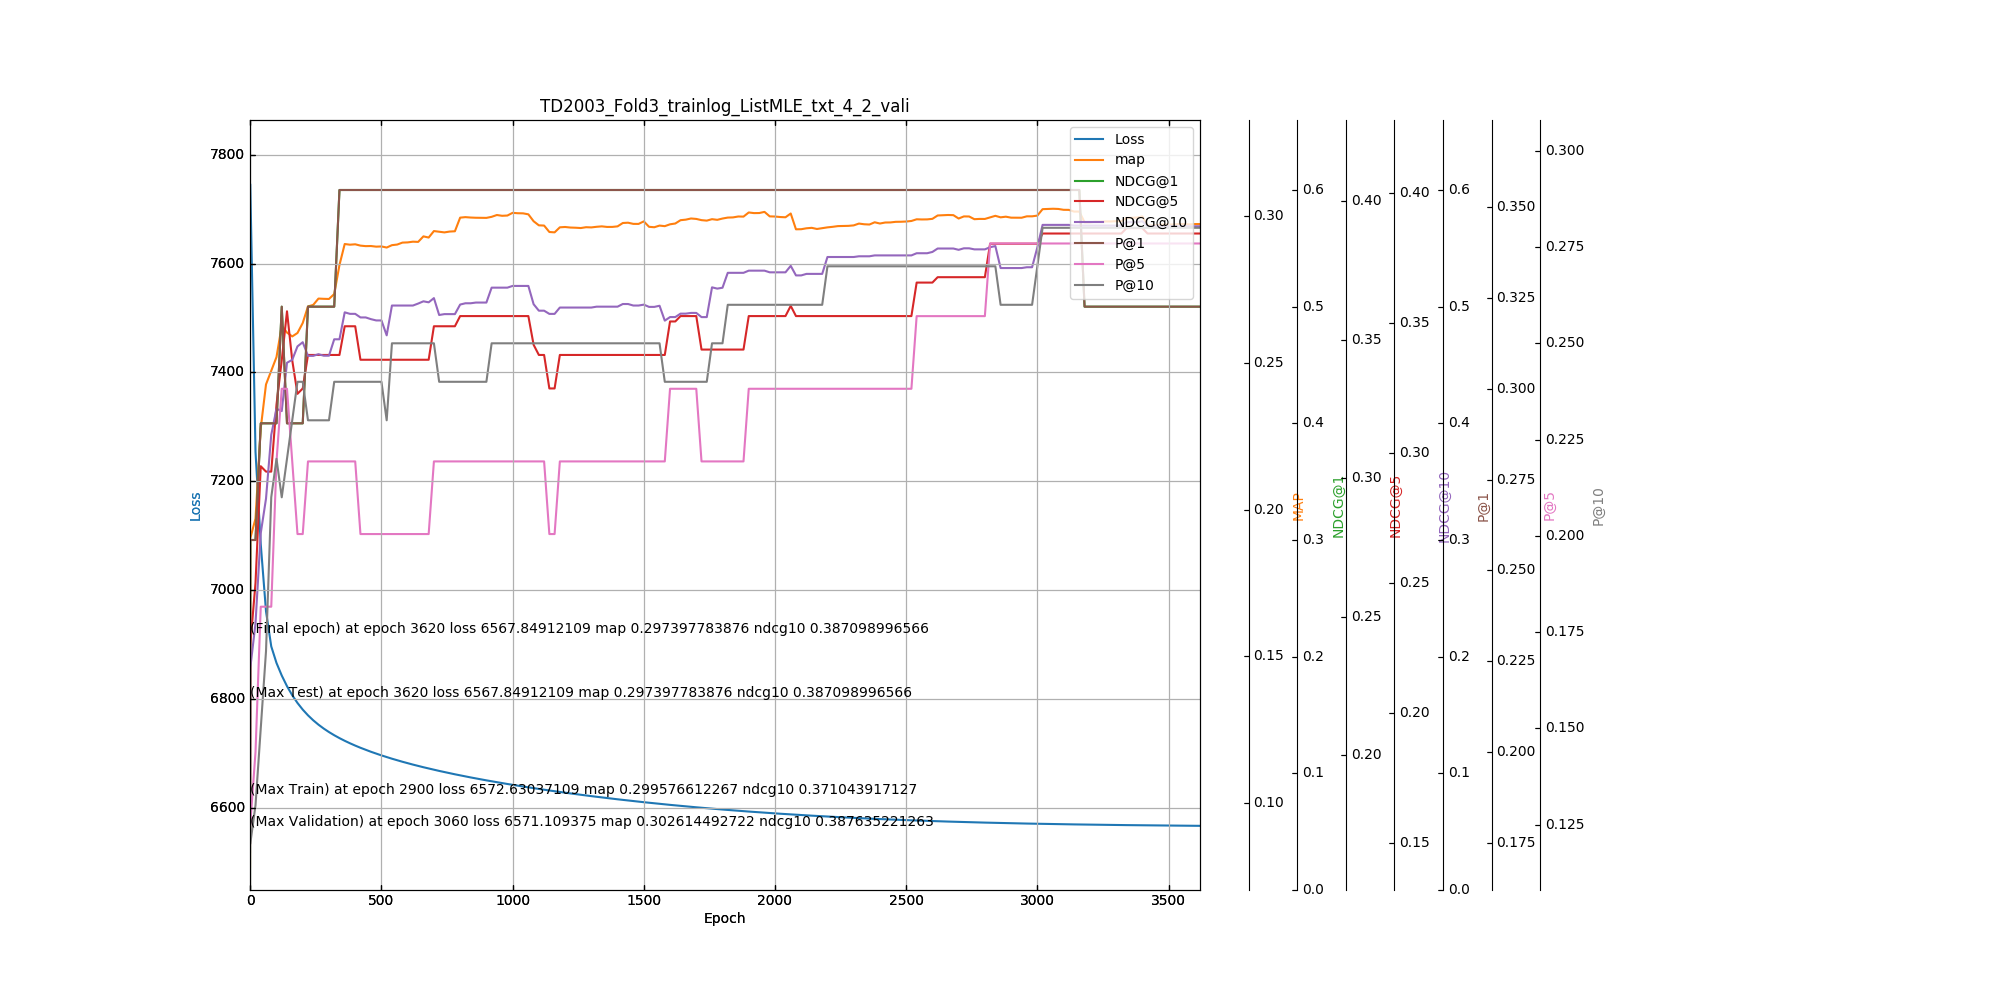 TD2003_Fold3_trainlog_ListMLE_txt_4_2_vali
Loss
map
NDCG@1
NDCG@5
NDCG@10
P@1
P@5
P@10
7800
7600
7400
7200
7000
6800
6600
Loss
(Final epoch) at epoch 3620 loss 6567.84912109 map 0.297397783876 ndcg10 0.387098996566
(Max Test) at epoch 3620 loss 6567.84912109 map 0.297397783876 ndcg10 0.387098996566
(Max Train) at epoch 2900 loss 6572.63037109 map 0.299576612267 ndcg10 0.371043917127
(Max Validation) at epoch 3060 loss 6571.109375 map 0.302614492722 ndcg10 0.387635221263
0
500
1000
1500
2000
2500
3000
3500
Epoch
0.30
0.25
0.20
0.15
0.10
MAP
0.6
0.5
0.4
0.3
0.2
0.1
0.0
NDCG@1
0.40
0.35
0.30
0.25
0.20
NDCG@5
0.40
0.35
0.30
0.25
0.20
0.15
NDCG@10
0.6
0.5
0.4
0.3
0.2
0.1
0.0
P@1
0.350
0.325
0.300
0.275
0.250
0.225
0.200
0.175
P@5
0.300
0.275
0.250
0.225
0.200
0.175
0.150
0.125
P@10